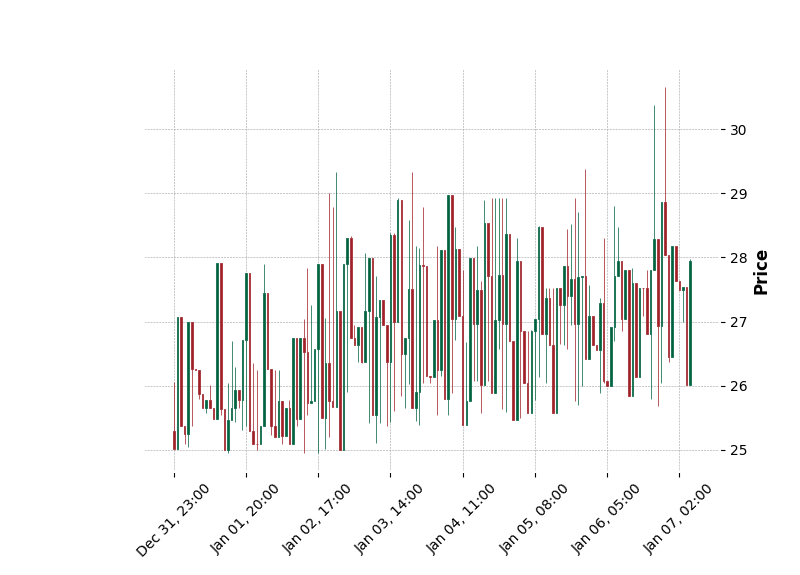 30
29
28
27
26
25
Price
Dec 31, 23:00
Jan 01, 20:00
Jan 02, 17:00
Jan 03, 14:00
Jan 04, 11:00
Jan 05, 08:00
Jan 06, 05:00
Jan 07, 02:00